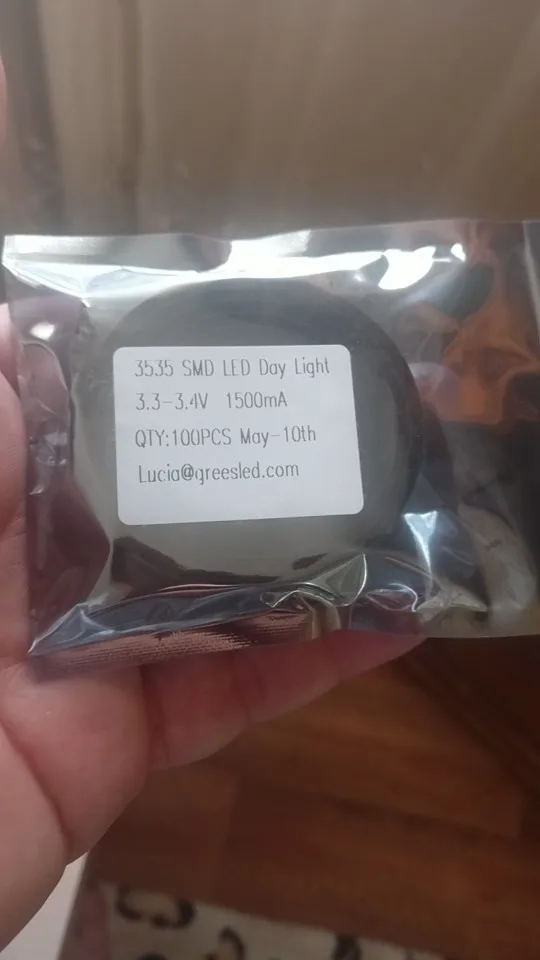 3535 SMD LED Day Light
3.3-3.4V 1500mA
QTY:100PCS May-10th
Lucia@greesled.com